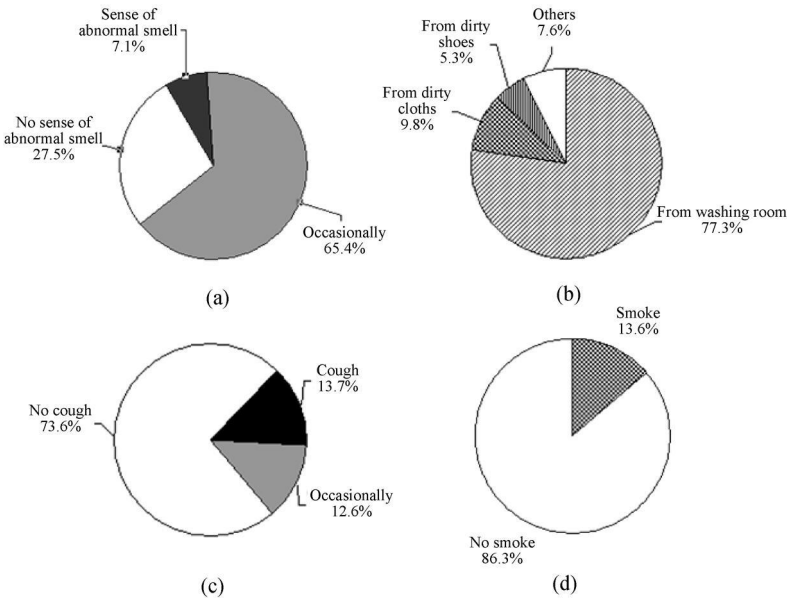 Sense of
abnormal smell
7.1%
No sense of
abnormal smell
27.5%
Occasionally
65.4%
(a)
Others
7.6%
From dirty
shoes
5.3%
From dirty
cloths
9.8%
From washing room
77.3%
(b)
Cough
13.7%
No cough
73.6%
Occasionally
12.6%
(c)
Smoke
13.6%
No smoke
86.3%
(d)